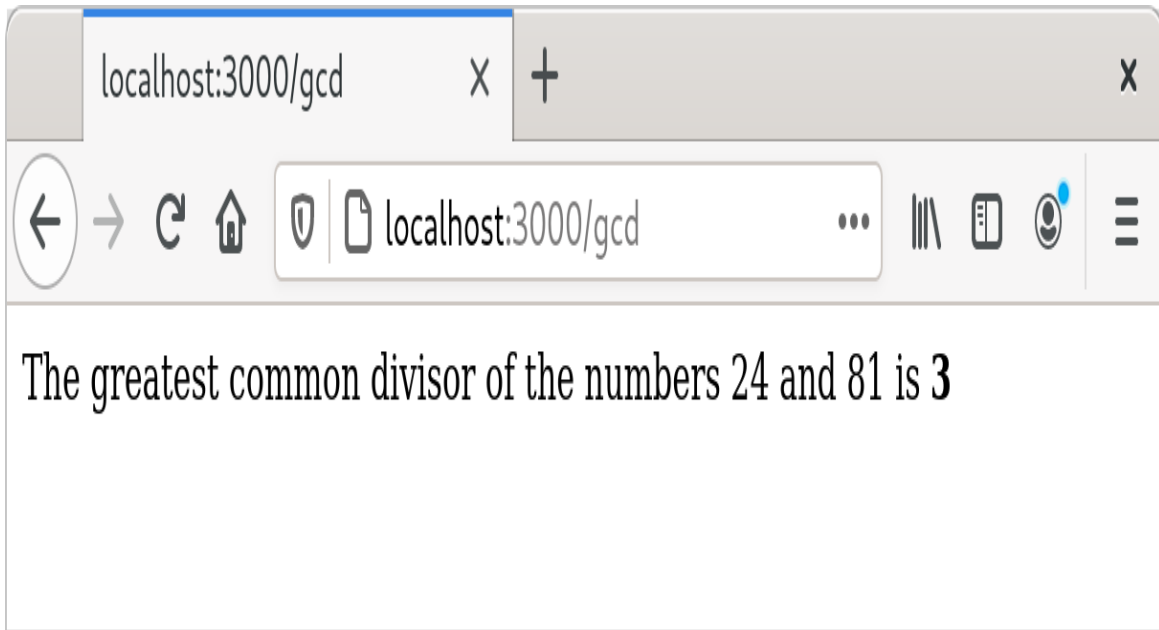 localhost:3000/gcd
localhost:3000/gcd
The greatest common divisor of the numbers 24 and 81 is 3